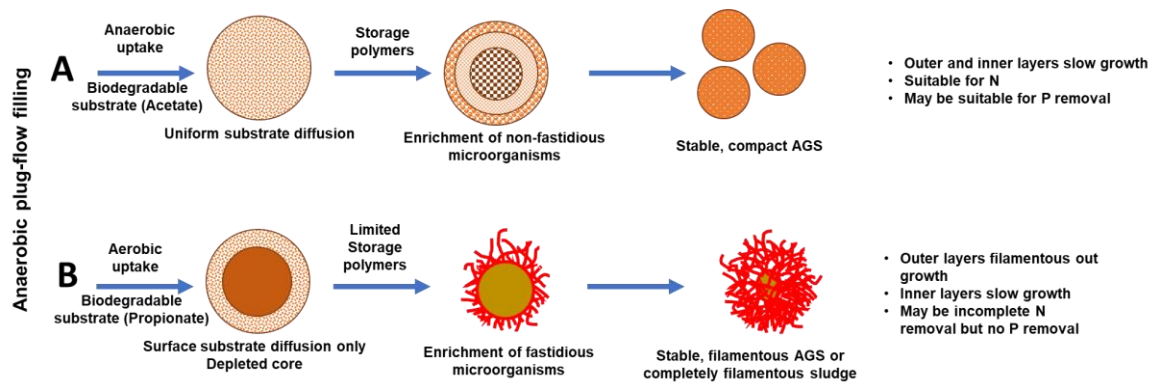 Anaerobic plug-flow filling
A
Anaerobic
uptake
Biodegradable
substrate (Acetate)
Uniform substrate diffusion
Storage
polymers
Enrichment of non-fastidious
microorganisms
Stable, compact AGS
• Outer and inner layers slow growth
• Suitable for N
• May be suitable for P removal
B
Aerobic
uptake
Biodegradable
substrate (Propionate)
Surface substrate diffusion only
Depleted core
Limited
Storage
polymers
Enrichment of fastidious
microorganisms
Stable, filamentous AGS or
completely filamentous sludge
• Outer layers filamentous out
growth
• Inner layers slow growth
• May be incomplete N
removal but no P removal